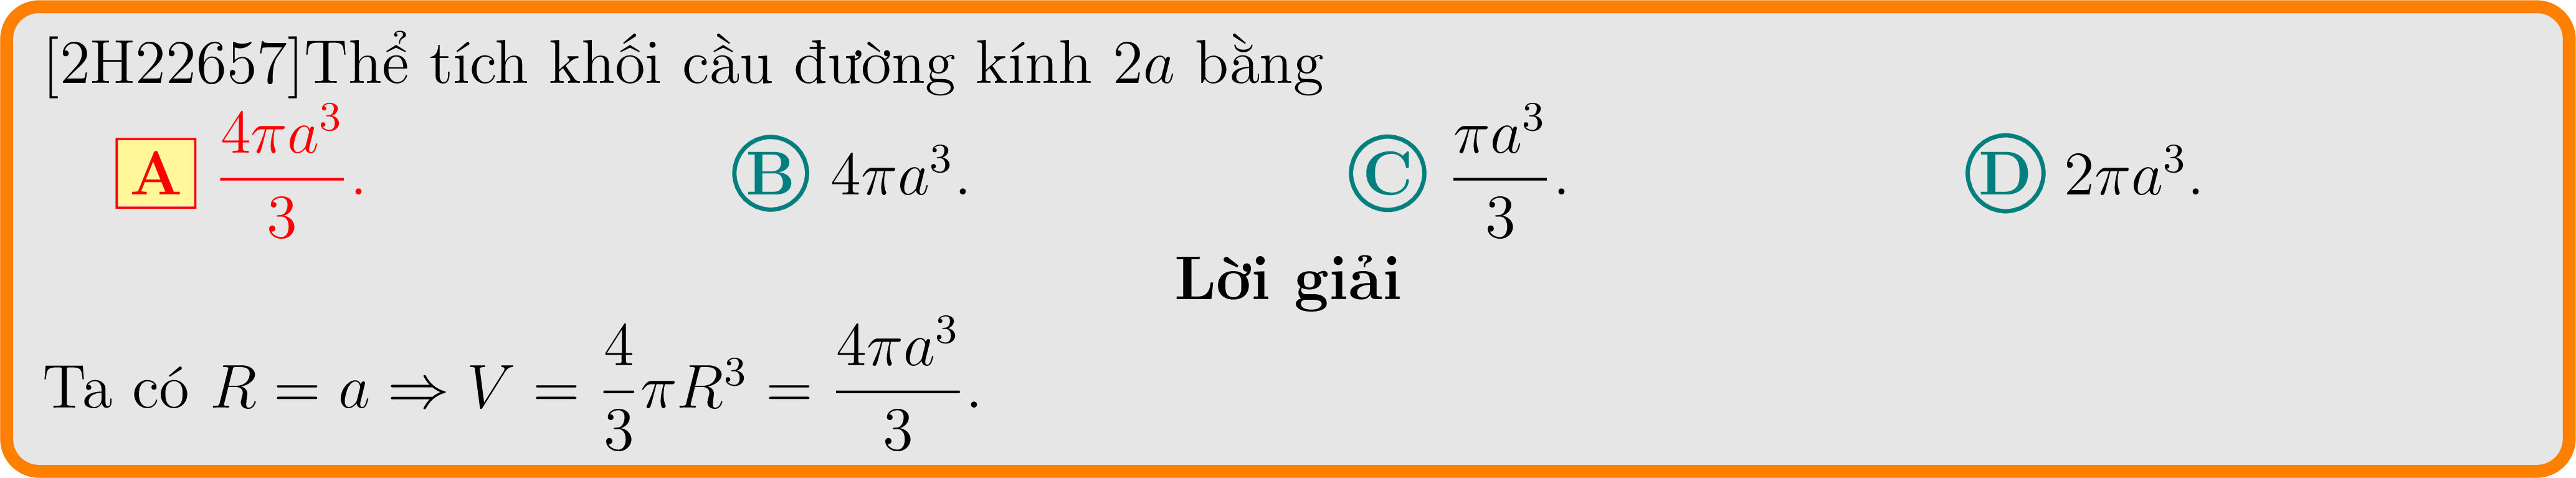 [2H22657]Thể tích khối cầu đường kính $2a$ bằng
A $\frac{4\pi a^3}{3}$. B $4\pi a^3$. C $\frac{\pi a^3}{3}$. D $2\pi a^3$.
Lời giải
Ta có $R = a \Rightarrow V = \frac{4}{3}\pi R^3 = \frac{4\pi a^3}{3}$.